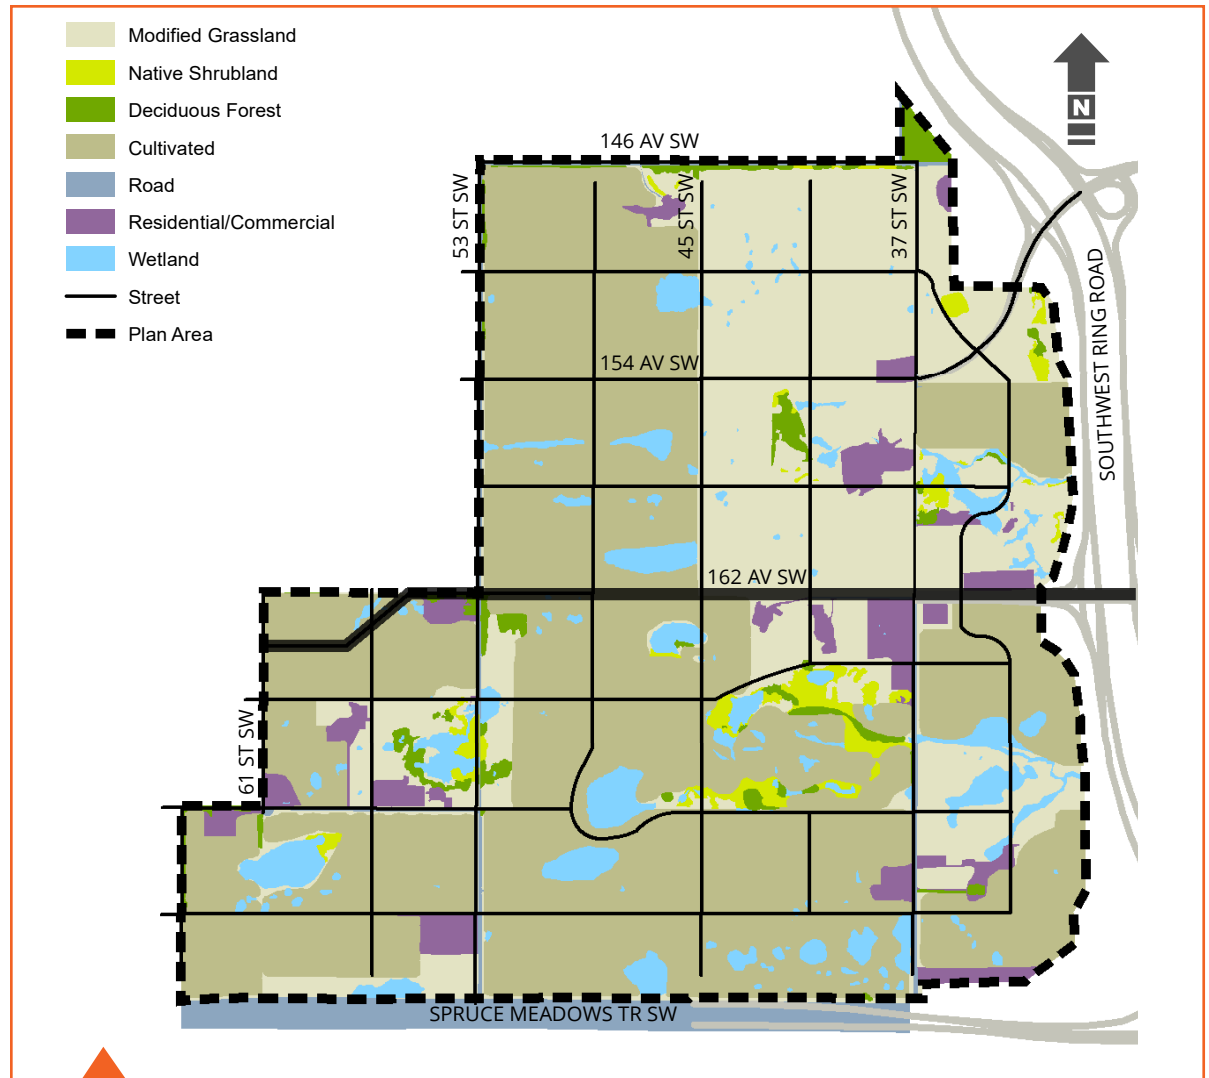 Modified Grassland
Native Shrubland
Deciduous Forest
Cultivated
Road
Residential/Commercial
Wetland
Street
Plan Area
N
146 AV SW
53 ST SW
45 ST SW
37 ST SW
SOUTHWEST RING ROAD
154 AV SW
162 AV SW
61 ST SW
SPRUCE MEADOWS TR SW